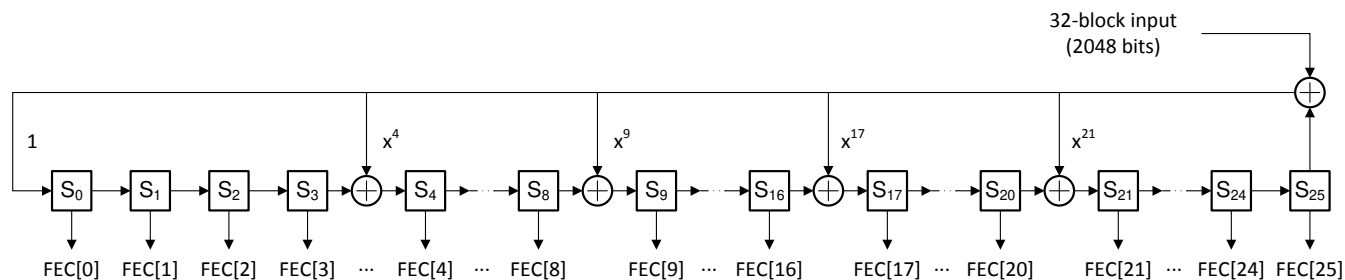 32-block input
(2048 bits)
1 x⁴ x⁹ x¹⁷ x²¹
S₀ S₁ S₂ S₃ S₄ ... S₈ S₉ ... S₁₆ S₁₇ ... S₂₀ S₂₁ ... S₂₄ S₂₅
FEC[0] FEC[1] FEC[2] FEC[3] ... FEC[4] ... FEC[8] FEC[9] ... FEC[16] FEC[17] ... FEC[20] FEC[21] ... FEC[24] FEC[25]